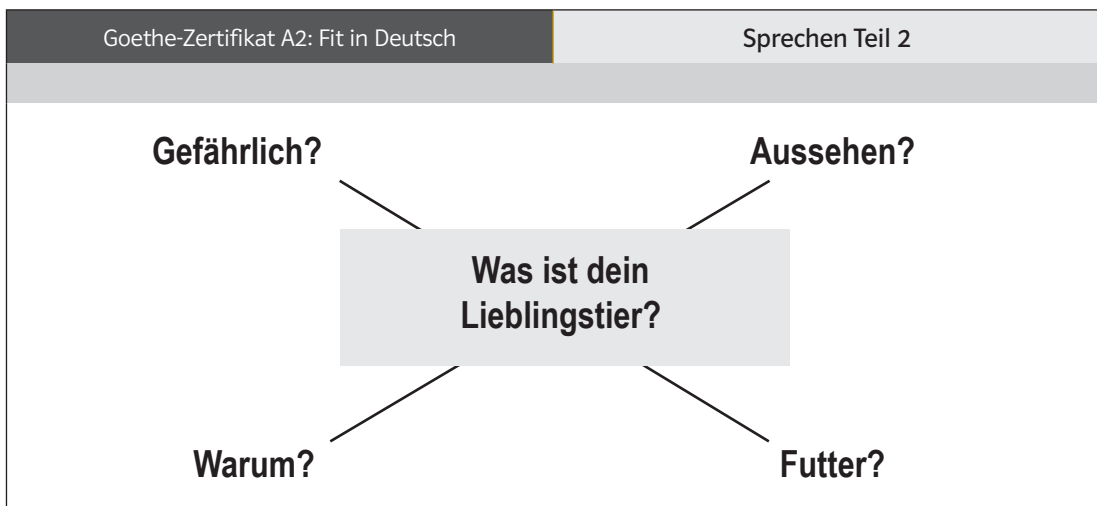 Goethe-Zertifikat A2: Fit in Deutsch
Sprechen Teil 2
Gefährlich?
Aussehen?
Was ist dein
Lieblingstier?
Warum?
Futter?